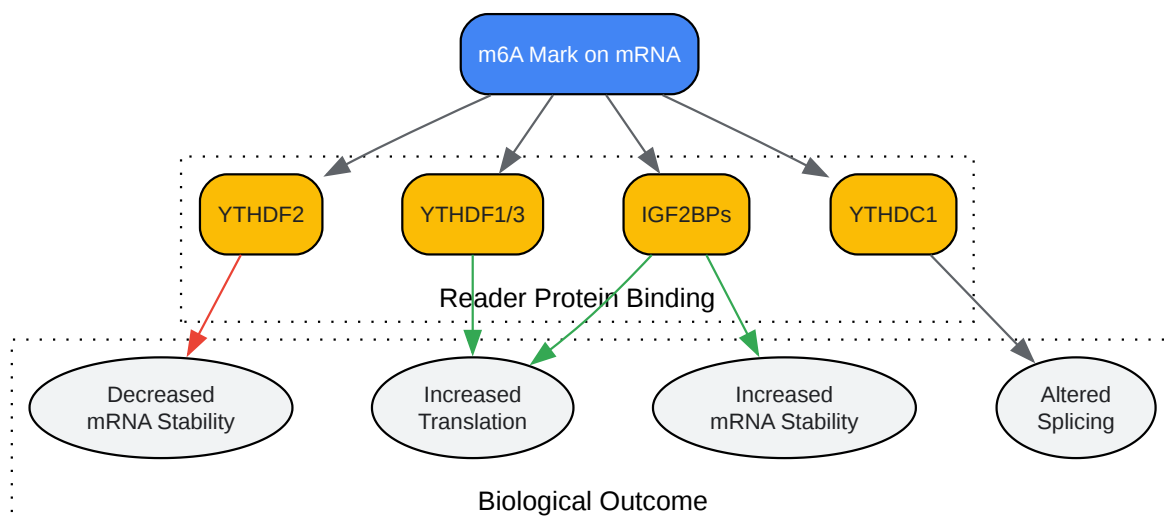 m6A Mark on mRNA
YTHDF2
YTHDF1/3
IGF2BPs
YTHDC1
Reader Protein Binding
Decreased
mRNA Stability
Increased
Translation
Increased
mRNA Stability
Altered
Splicing
Biological Outcome